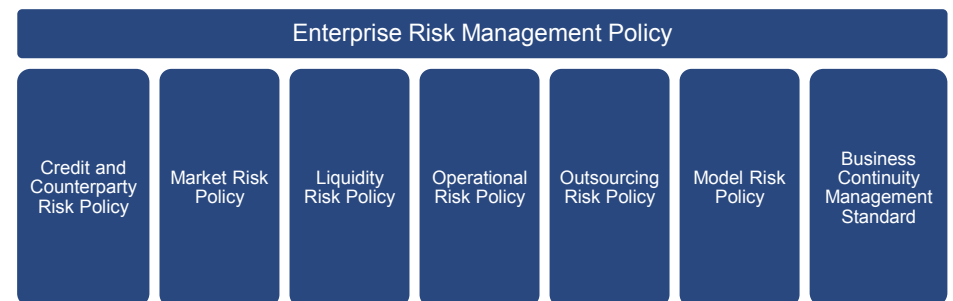 Enterprise Risk Management Policy
Credit and
Counterparty
Risk Policy
Market Risk
Policy
Liquidity
Risk Policy
Operational
Risk Policy
Outsourcing
Risk Policy
Model Risk
Policy
Business
Continuity
Management
Standard